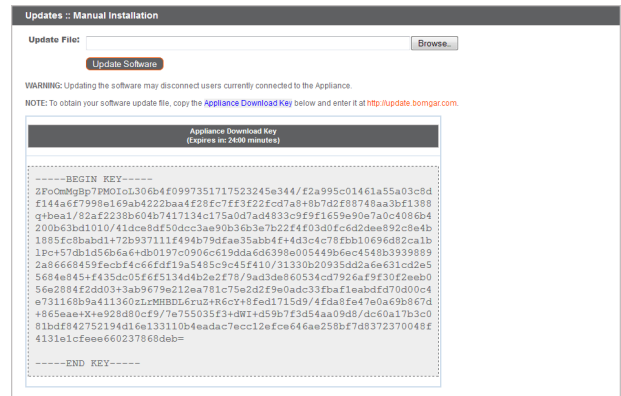 Updates :: Manual Installation
Update File:
Browse..
Update Software
WARNING: Updating the software may disconned users currently connected to the Appliance.
NOTE: To obtain your software update file, copy the Appliance Download Key below and enter it at http://update.bomgar.com.
Appliance Download Key
(Expires in: 24:00 minutes)
-----BEGIN KEY-----
ZFoOmMgBp7PMOIoL306b4f0997351717523245e344/f2a995c01461a55a03c8d
f144a6f7998e169ab4222baa4f28fc7ff3f22fcd7a8+8b7d2f88748aa3bf1388
q+bea1/82af2238b604b7417134c175a0d7ad4833c9f9f1659e90e7a0c4086b4
200b63bd1010/41dce8df50dcc3ae90b36b3e7b22f4f03d0fc6d2dee892c8e4b
1885fc8babd1+72b937111f494b79dfae35abb4f+4d3c4c78fbb10696d82ca1b
1Pc+57db1d56b6a6+db0197c0906c619dda6d6398e005449b6ec4548b3939889
2a86668459fecbf4c66fdf19a5485c9c45f410/31330b20935dd2a6e631cd2e5
5684e845+f435dc05f6f5134d4b2e2f78/9ad3de860534cd7926af9f30f2eeb0
56e2884f2dd03+3ab9679e212ea781c75e2d2f9e0adc33fbaf1eabdfd70d00c4
e731168b9a411360zLrMHBDL6ruZ+R6cY+8fed1715d9/4fda8fe47e0a69b867d
+865eae+X+e928d80cf9/7e755035f3+dWI+d59b7f3d54aa09d8/dc60a17b3c0
81bdf842752194d16e133110b4eadac7ecc12efce646ae258bf7d8372370048f
4131e1cfeee660237868deb=
-----END KEY-----